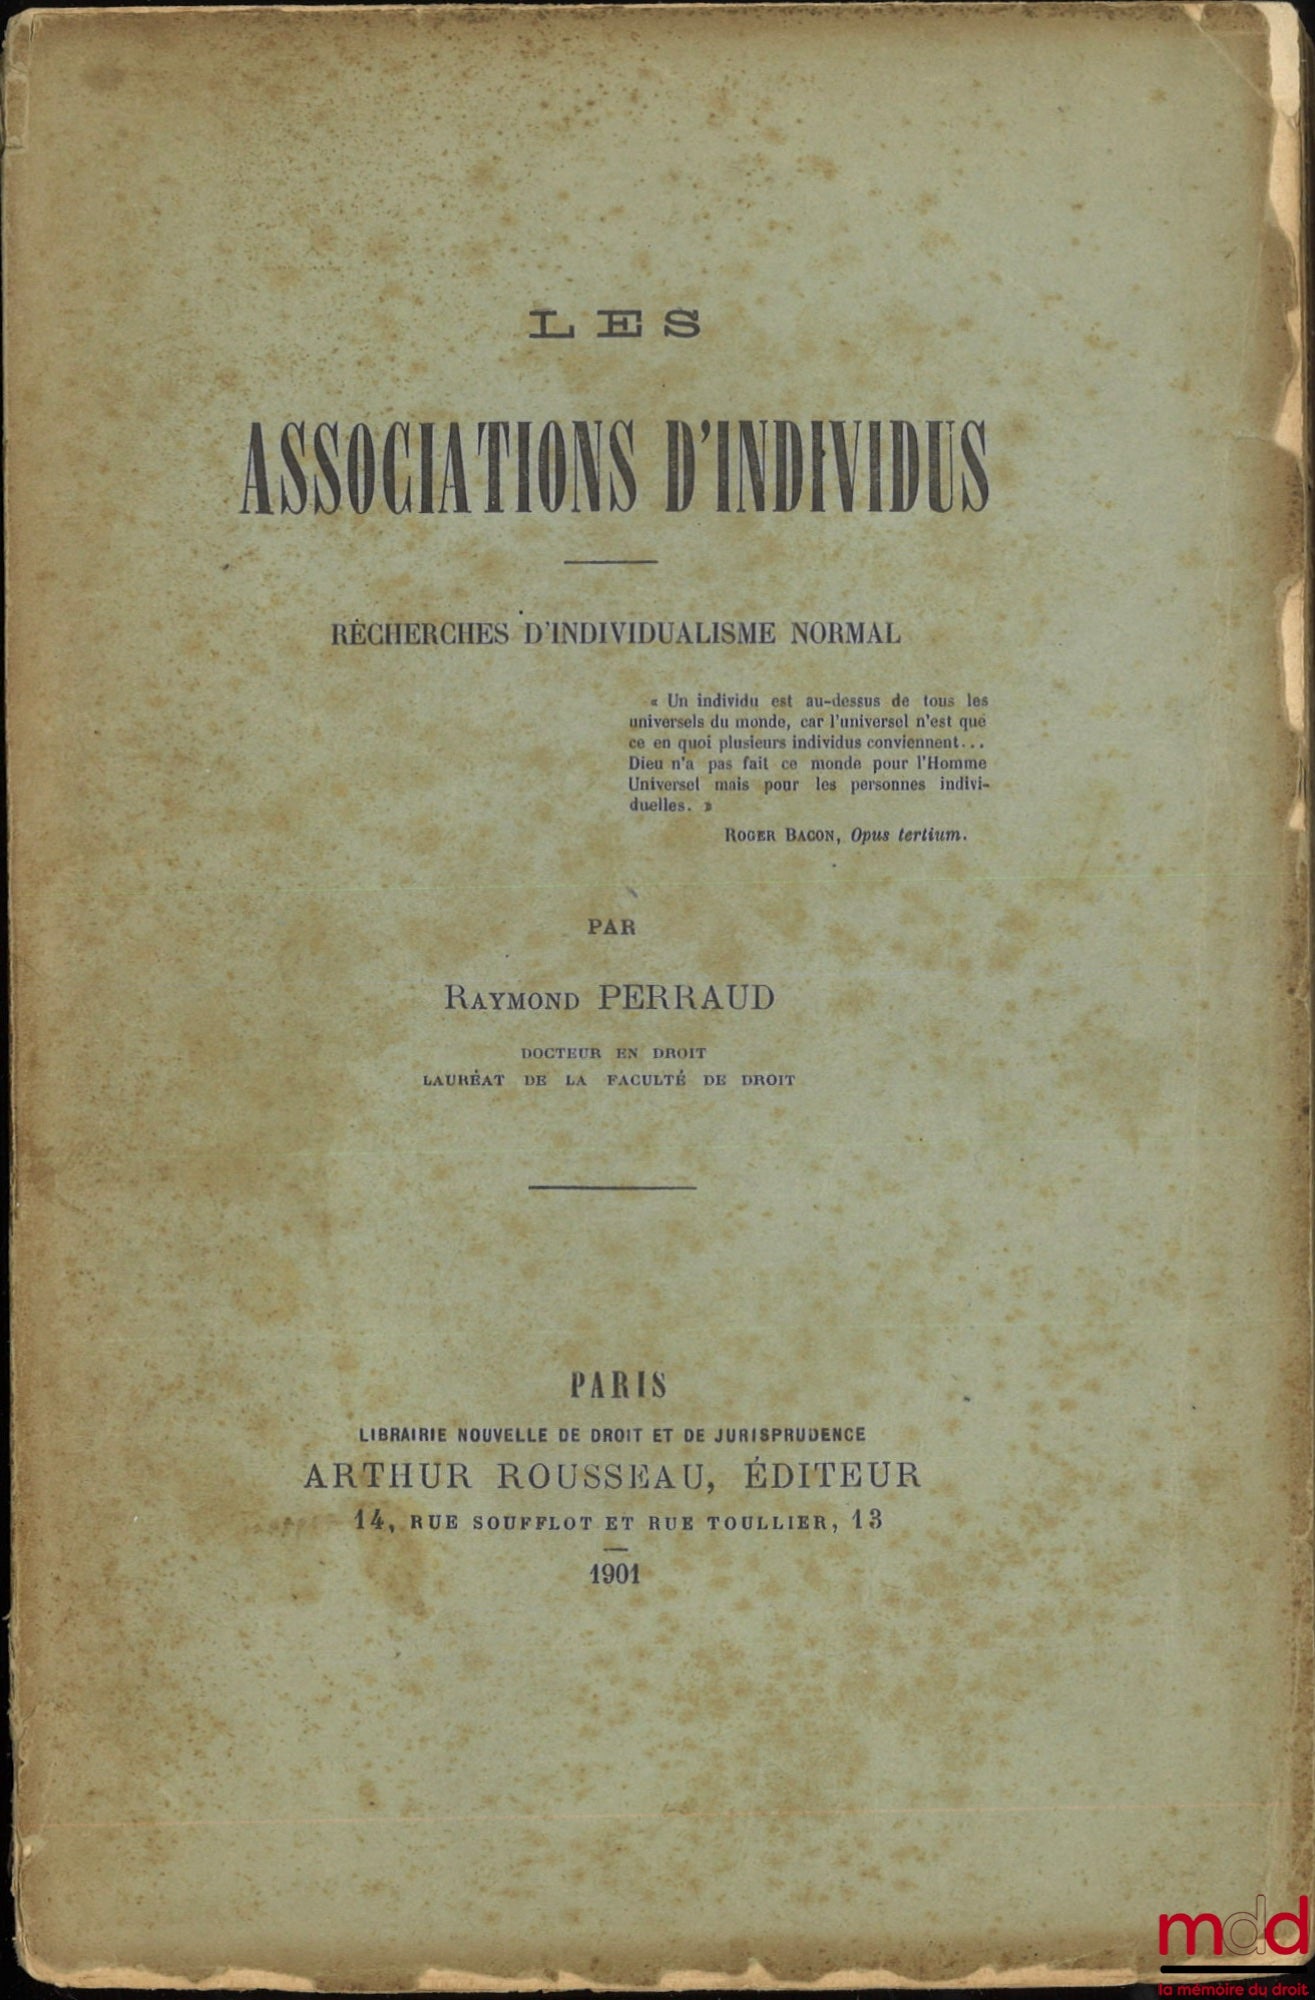 LES
ASSOCIATIONS D'INDIVIDUS
RECHERCHES D'INDIVIDUALISME NORMAL
« Un individu est au-dessus de tous les
universels du monde, car l'universel n'est que
ce en quoi plusieurs individus conviennent...
Dieu n'a pas fait ce monde pour l'Homme
Universel mais pour les personnes indivi-
duelles. »
ROGER BACON, Opus tertium.
PAR
RAYMOND PERRAUD
DOCTEUR EN DROIT
LAURÉAT DE LA FACULTÉ DE DROIT
PARIS
LIBRAIRIE NOUVELLE DE DROIT ET DE JURISPRUDENCE
ARTHUR ROUSSEAU, ÉDITEUR
14, RUE SOUFFLOT ET RUE TOULLIER, 13
1901
mdd
la mémoire du droit